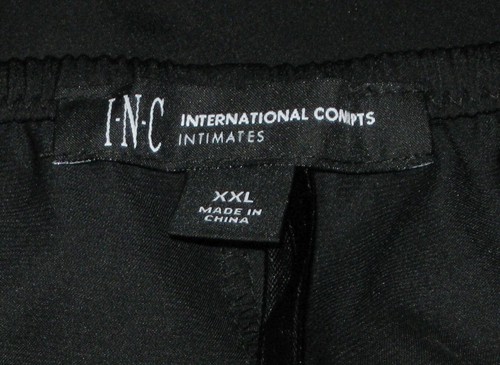 I·N·C INTERNATIONAL CONCEPTS
INTIMATES
XXL
MADE IN
CHINA